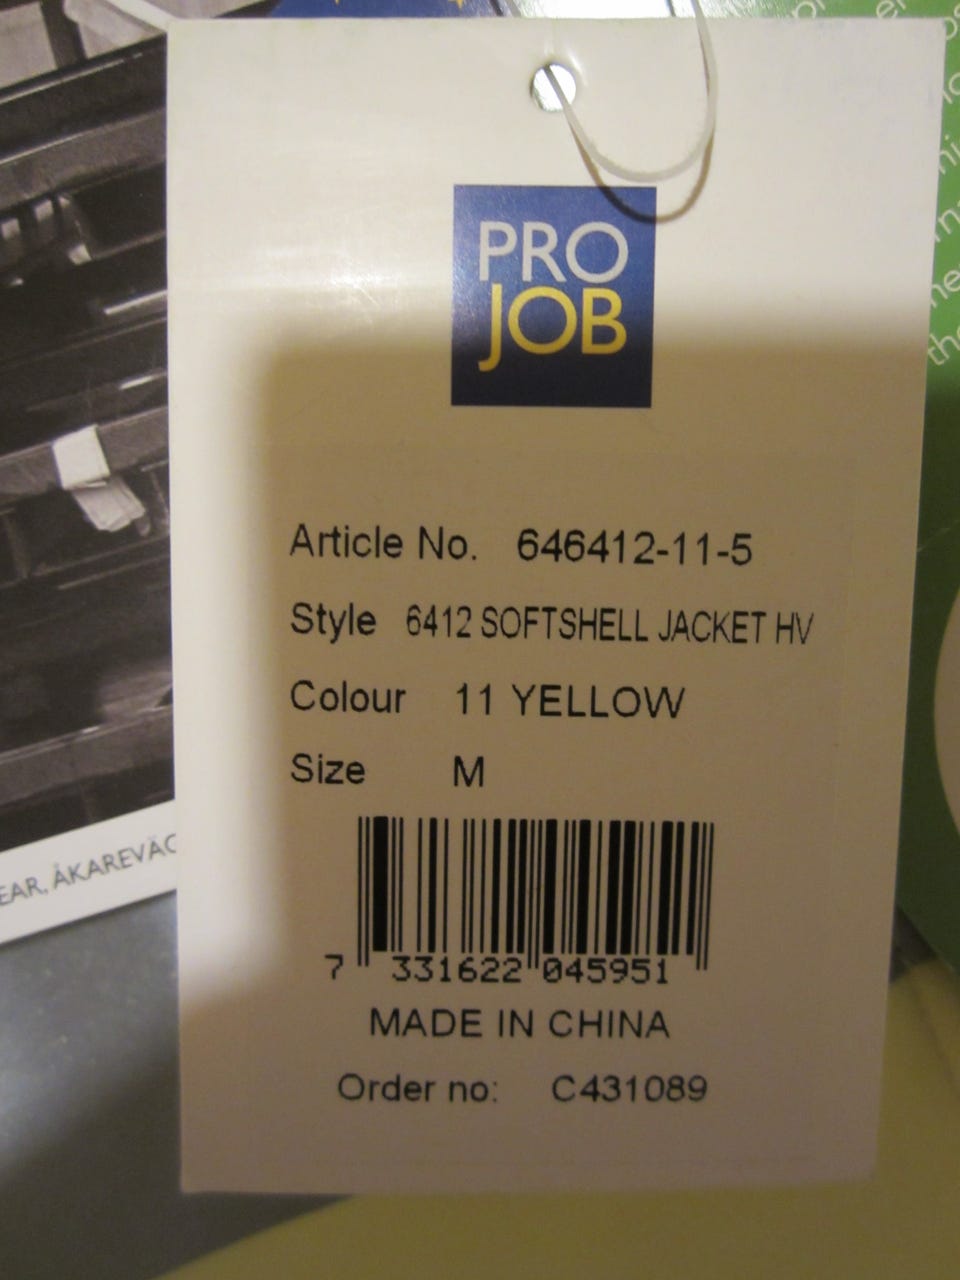 PRO
JOB
Article No. 646412-11-5
Style 6412 SOFTSHELL JACKET HV
Colour 11 YELLOW
Size M
7 331622 045951
MADE IN CHINA
Order no: C431089
EAR, ÅKAREVÄG